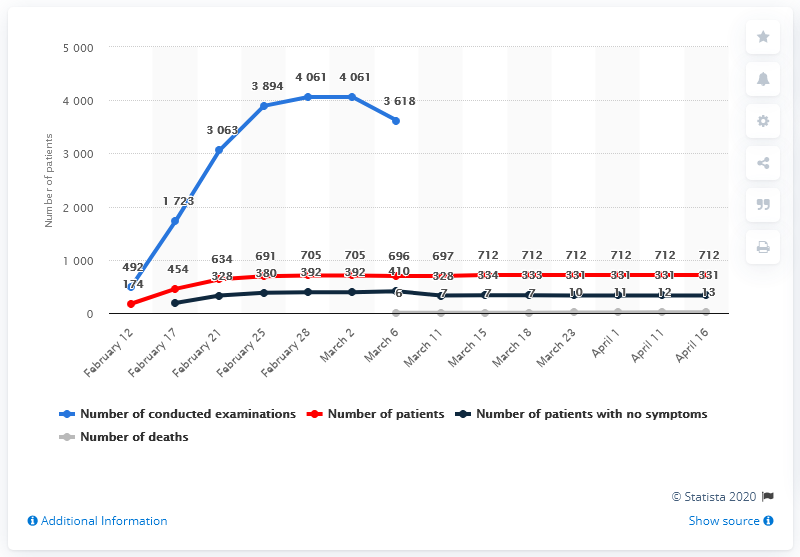 5 000
4 000
3 000
2 000
1 000
0
Number of patients
492 1 723 3 063 3 894 4 061 4 061 3 618
174 454 634 691 705 705 696 697 712 712 712 712 712 712
328 380 392 392 410 328 334 333 331 331 331 331
6 7 7 7 10 11 12 13
February 12 February 17 February 21 February 25 February 28 March 2 March 6 March 11 March 15 March 18 March 23 April 1 April 11 April 16
Number of conducted examinations Number of patients Number of patients with no symptoms
Number of deaths
© Statista 2020
Additional Information Show source